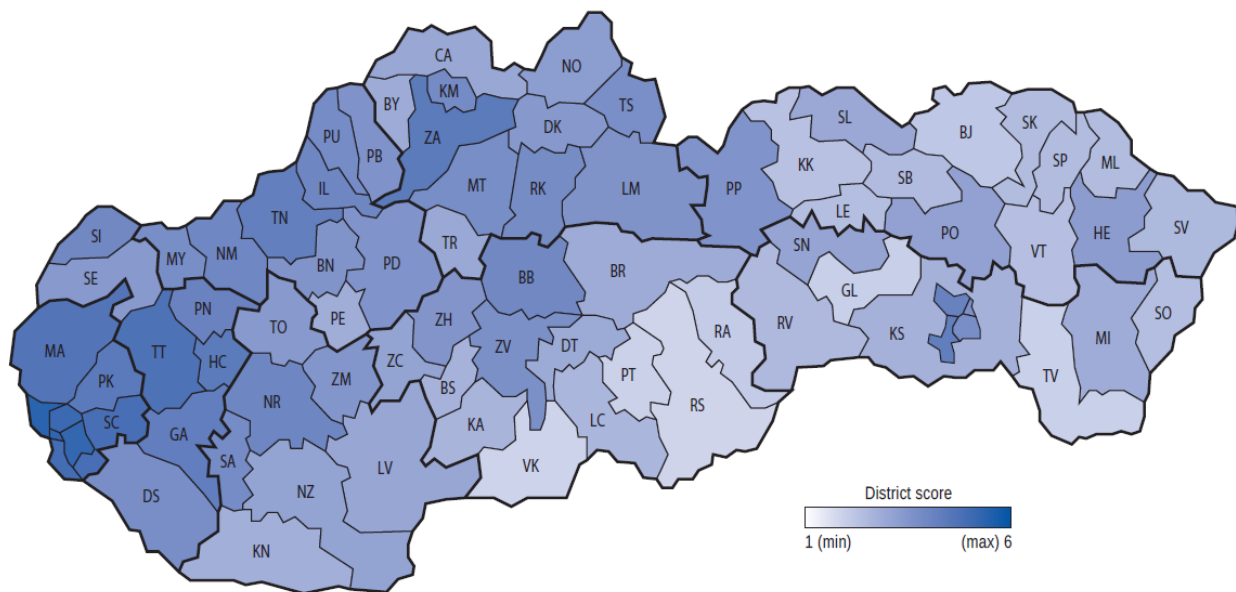 CA
NO
KM
BY
TS
SL
BJ
SK
PU
PB
ZA
DK
SP
ML
KK
SB
IL
MT
RK
LM
PP
LE
TN
PO
HE
SV
SI
TR
SN
VT
MY
NM
BN
PD
BB
BR
SE
GL
PN
PE
ZH
RA
RV
SO
TO
KS
MA
TT
HC
ZC
ZV
DT
MI
PK
ZM
BS
PT
TV
NR
SC
GA
KA
LC
RS
SA
LV
VK
DS
NZ
KN
District score
1 (min) (max) 6